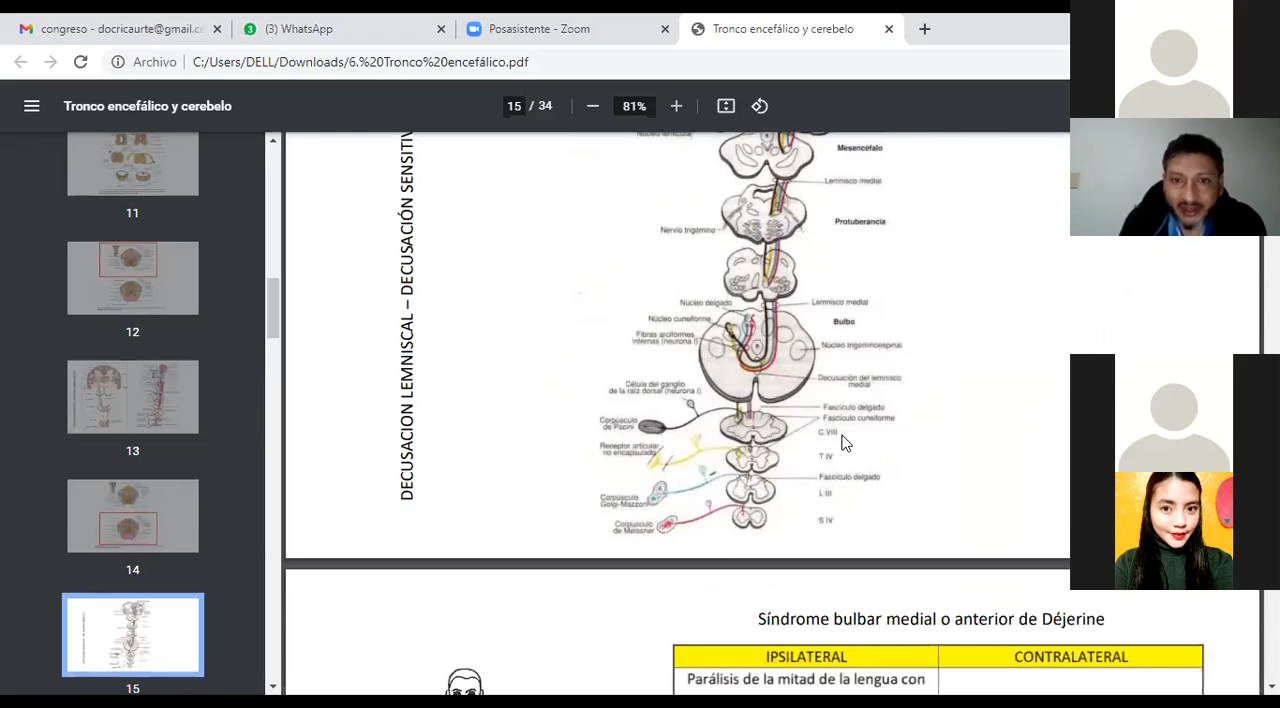 congreso - docricaurte@gmail.c
(3) WhatsApp
Posasistente - Zoom
Tronco encefálico y cerebelo
Archivo
C:/Users/DELL/Downloads/6.%20Tronco%20encefálico.pdf
Tronco encefálico y cerebelo
15 / 34
81%
11
12
13
14
15
DECUSACION LEMNISCAL – DECUSACIÓN SENSITIV
Núcleo lenticular
Mesencéfalo
Lemnisco medial
Protuberancia
Nervio trigémino
Núcleo delgado
Lemnisco medial
Núcleo cuneiforme
Bulbo
Fibras arciformes
internas (neurona I)
Núcleo trigeminoespinal
Decusación del lemnisco
medial
Célula del ganglio
de la raíz dorsal (neurona I)
Fascículo delgado
Fascículo cuneiforme
Corpúsculo
de Pacini
C VIII
Receptor articular
no encapsulado
T IV
Fascículo delgado
Corpúsculo
Golgi-Mazzoni
L III
Corpúsculo
de Meissner
S IV
Síndrome bulbar medial o anterior de Déjerine
IPSILATERAL
CONTRALATERAL
Parálisis de la mitad de la lengua con